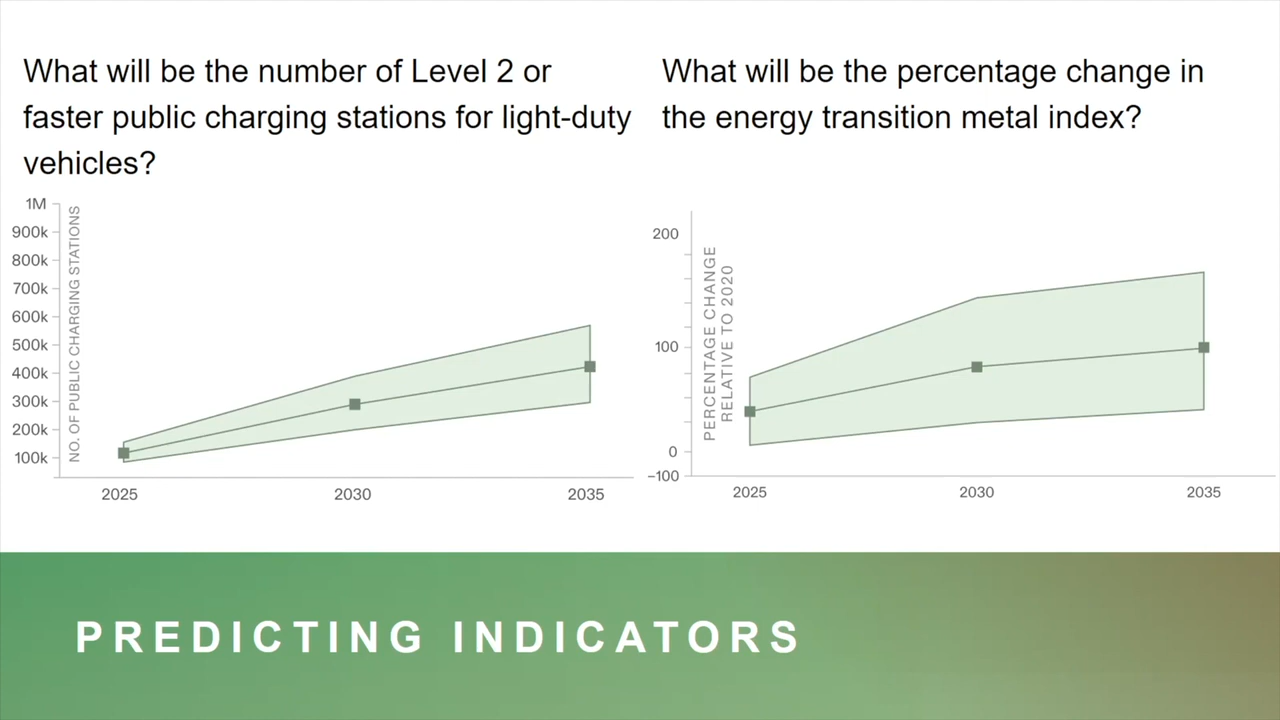 What will be the number of Level 2 or
faster public charging stations for light-duty
vehicles?
1M
900k
800k
700k
600k
500k
400k
300k
200k
100k
NO. OF PUBLIC CHARGING STATIONS
2025
2030
2035
What will be the percentage change in
the energy transition metal index?
200
100
0
−100
PERCENTAGE CHANGE
RELATIVE TO 2020
2025
2030
2035
PREDICTING INDICATORS